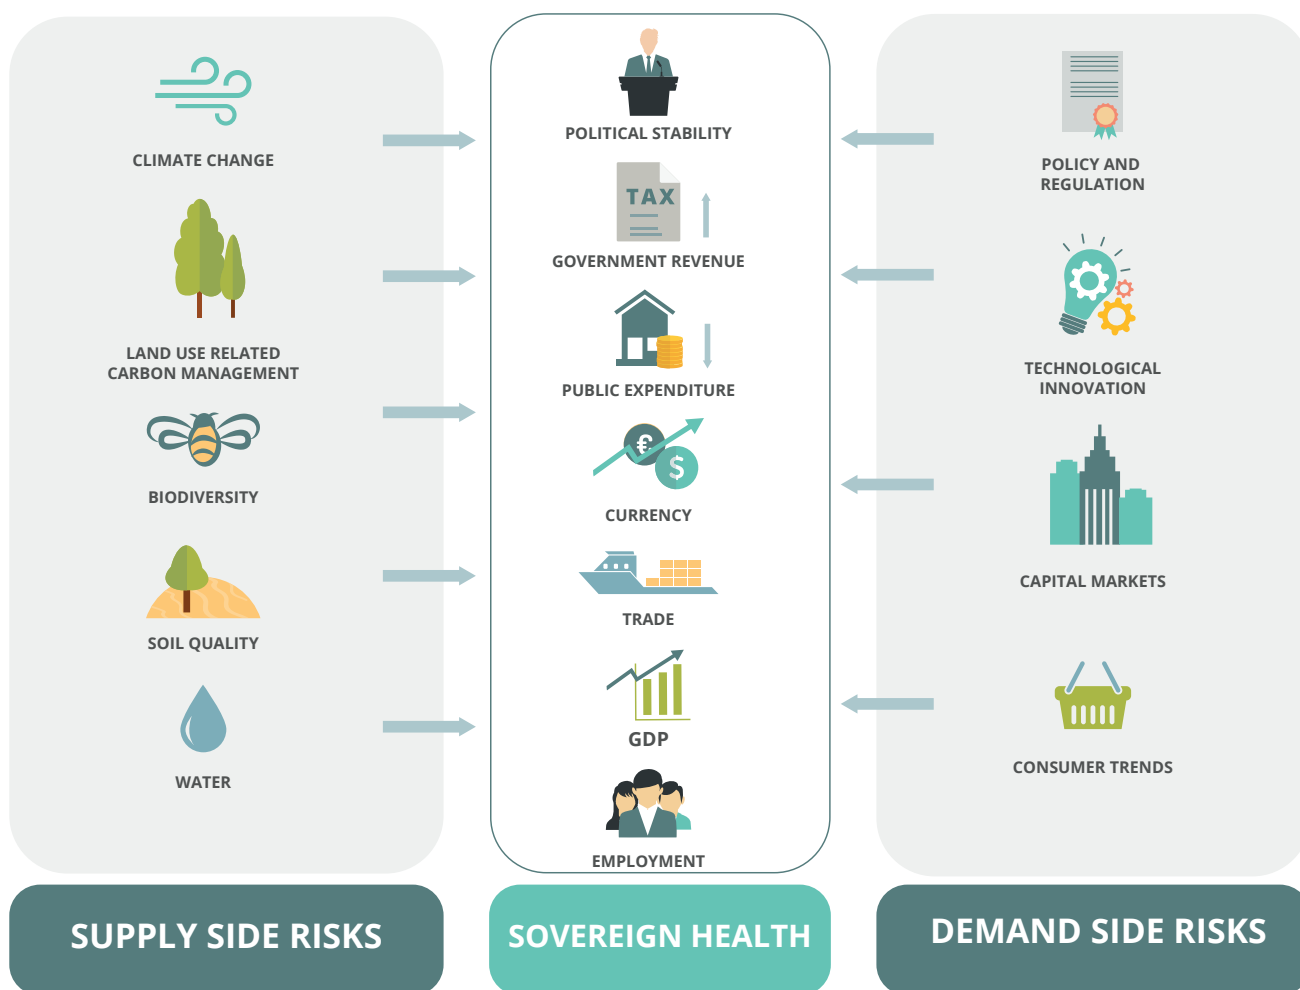 CLIMATE CHANGE
LAND USE RELATED
CARBON MANAGEMENT
BIODIVERSITY
SOIL QUALITY
WATER
SUPPLY SIDE RISKS
POLITICAL STABILITY
TAX
GOVERNMENT REVENUE
PUBLIC EXPENDITURE
€
$
CURRENCY
TRADE
GDP
EMPLOYMENT
SOVEREIGN HEALTH
POLICY AND
REGULATION
TECHNOLOGICAL
INNOVATION
CAPITAL MARKETS
CONSUMER TRENDS
DEMAND SIDE RISKS